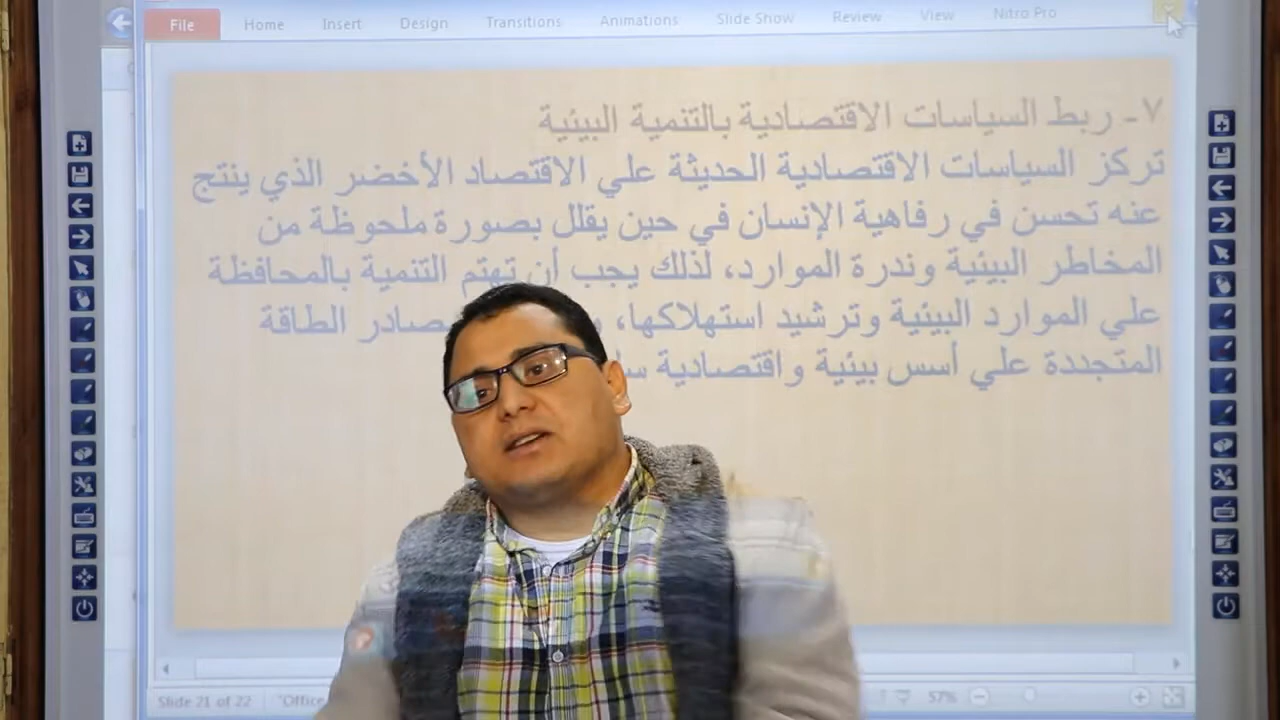 File Home Insert Design Transitions Animations Slide Show Review View Nitro Pro
٧- ربط السياسات الاقتصادية بالتنمية البيئية
تركز السياسات الاقتصادية الحديثة علي الاقتصاد الأخضر الذي ينتج
عنه تحسن في رفاهية الإنسان في حين يقلل بصورة ملحوظة من
المخاطر البيئية وندرة الموارد، لذلك يجب أن تهتم التنمية بالمحافظة
علي الموارد البيئية وترشيد استهلاكها، الطاقة
المتجددة علي أسس بيئية واقتصادية
Slide 21 of 22 "Office 57%